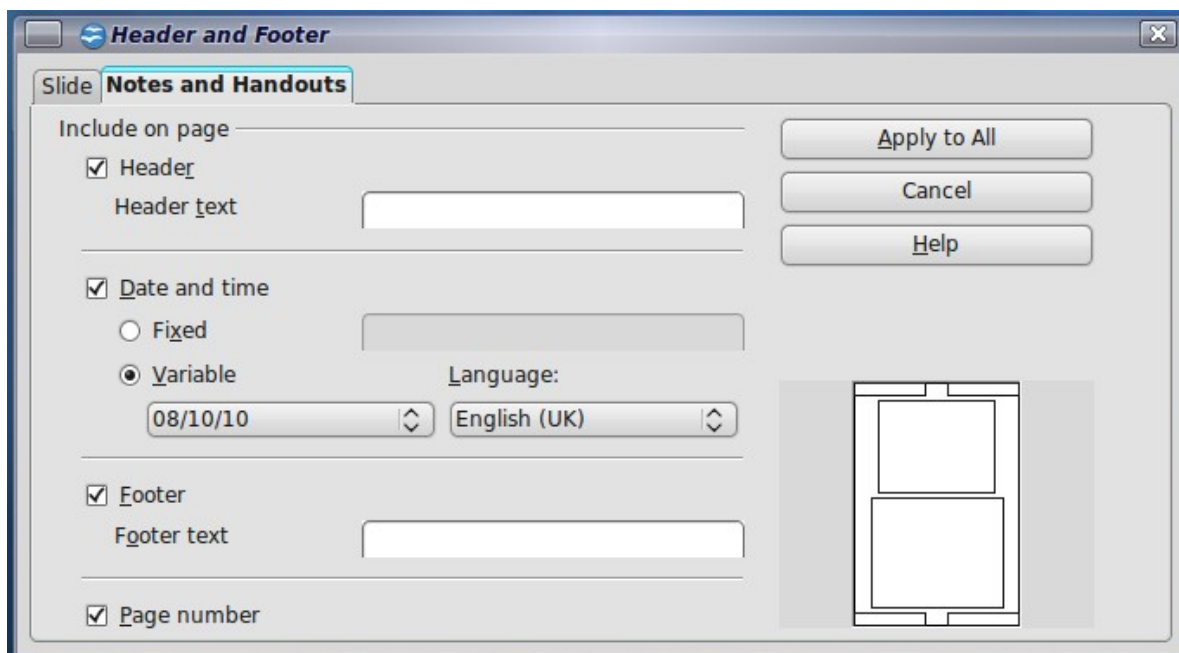 Header and Footer
Slide Notes and Handouts
Include on page
Apply to All
Header
Cancel
Header text
Help
Date and time
Fixed
Variable Language:
08/10/10 English (UK)
Footer
Footer text
Page number